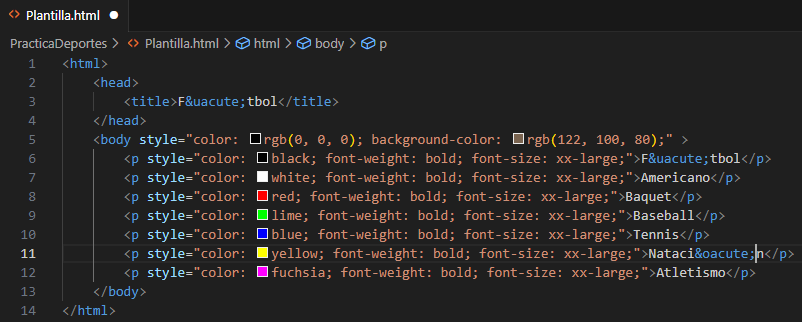 Plantilla.html
PracticaDeportes > Plantilla.html > html > body > p
1 <html>
2 <head>
3 <title>F&uacute;tbol</title>
4 </head>
5 <body style="color: rgb(0, 0, 0); background-color: rgb(122, 100, 80);" >
6 <p style="color: black; font-weight: bold; font-size: xx-large;">F&uacute;tbol</p>
7 <p style="color: white; font-weight: bold; font-size: xx-large;">Americano</p>
8 <p style="color: red; font-weight: bold; font-size: xx-large;">Baquet</p>
9 <p style="color: lime; font-weight: bold; font-size: xx-large;">Baseball</p>
10 <p style="color: blue; font-weight: bold; font-size: xx-large;">Tennis</p>
11 <p style="color: yellow; font-weight: bold; font-size: xx-large;">Nataci&oacute;n</p>
12 <p style="color: fuchsia; font-weight: bold; font-size: xx-large;">Atletismo</p>
13 </body>
14 </html>